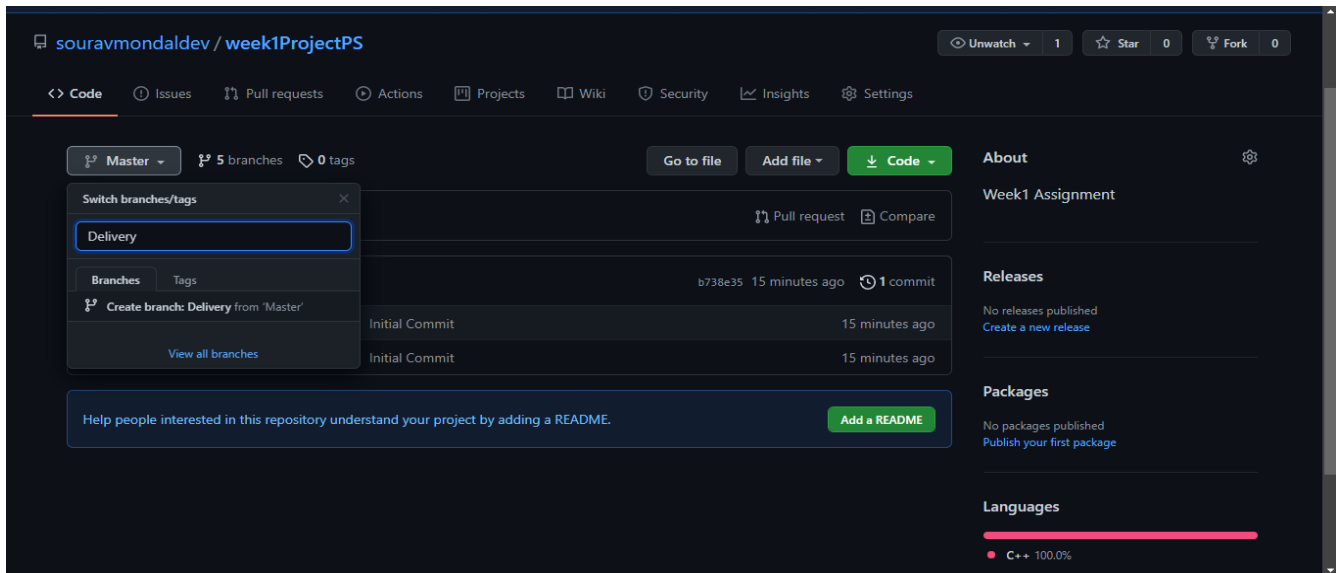 souravmondaldev / week1ProjectPS
Unwatch 1 Star 0 Fork 0
Code Issues Pull requests Actions Projects Wiki Security Insights Settings
Master 5 branches 0 tags Go to file Add file Code
Switch branches/tags
Delivery
Branches Tags
Create branch: Delivery from 'Master'
View all branches
Pull request Compare
b738e35 15 minutes ago 1 commit
Initial Commit 15 minutes ago
Initial Commit 15 minutes ago
Help people interested in this repository understand your project by adding a README. Add a README
About
Week1 Assignment
Releases
No releases published
Create a new release
Packages
No packages published
Publish your first package
Languages
C++ 100.0%